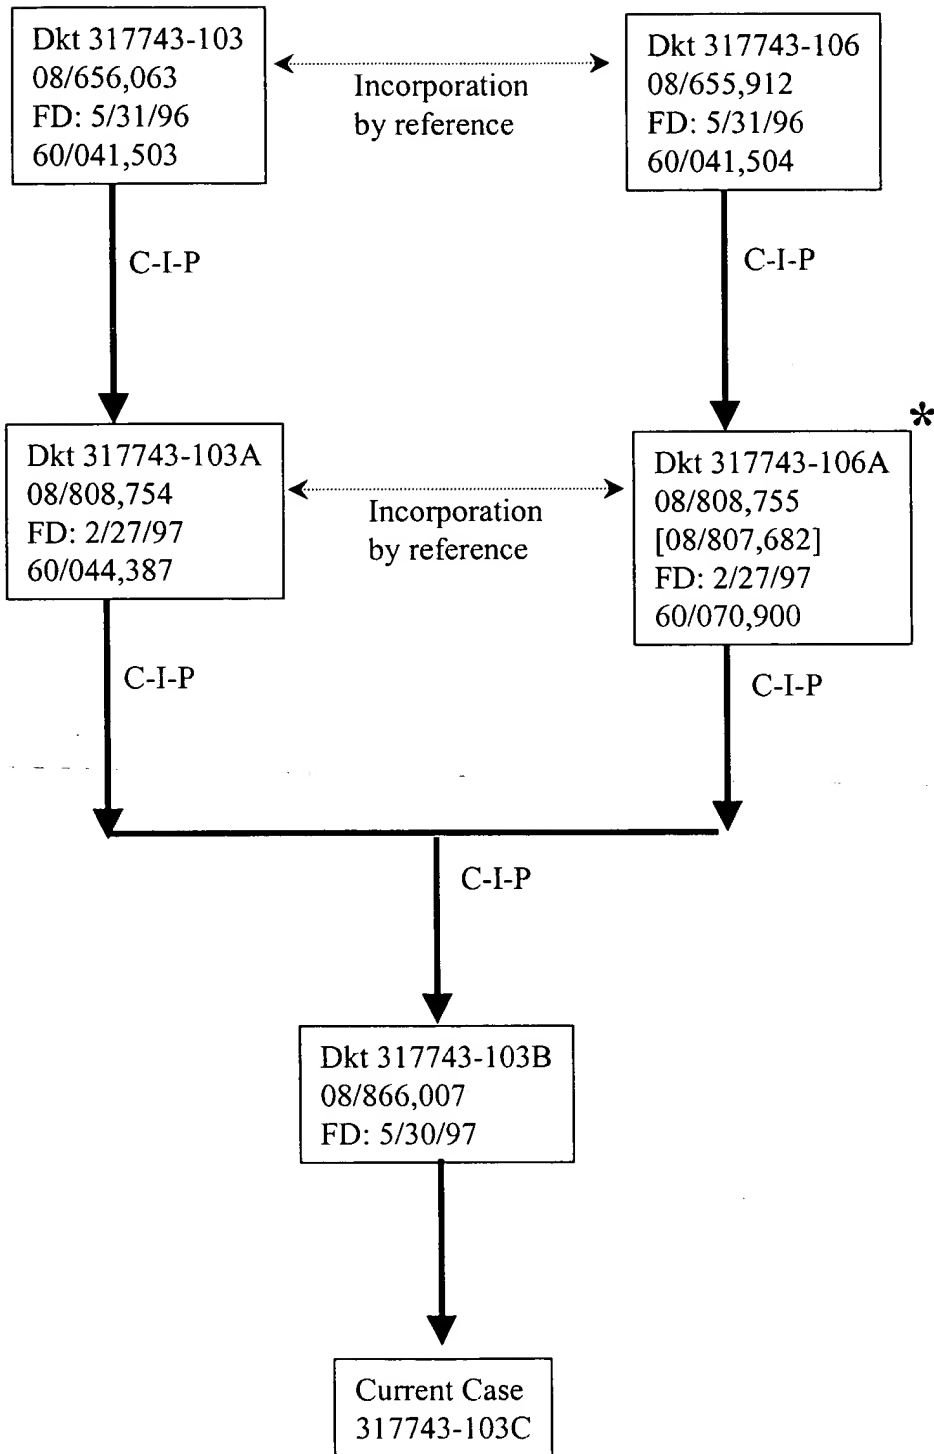 Dkt 317743-103
08/656,063
FD: 5/31/96
60/041,503
Incorporation
by reference
Dkt 317743-106
08/655,912
FD: 5/31/96
60/041,504
C-I-P
C-I-P
Dkt 317743-103A
08/808,754
FD: 2/27/97
60/044,387
Incorporation
by reference
*
Dkt 317743-106A
08/808,755
[08/807,682]
FD: 2/27/97
60/070,900
C-I-P
C-I-P
C-I-P
Dkt 317743-103B
08/866,007
FD: 5/30/97
Current Case
317743-103C